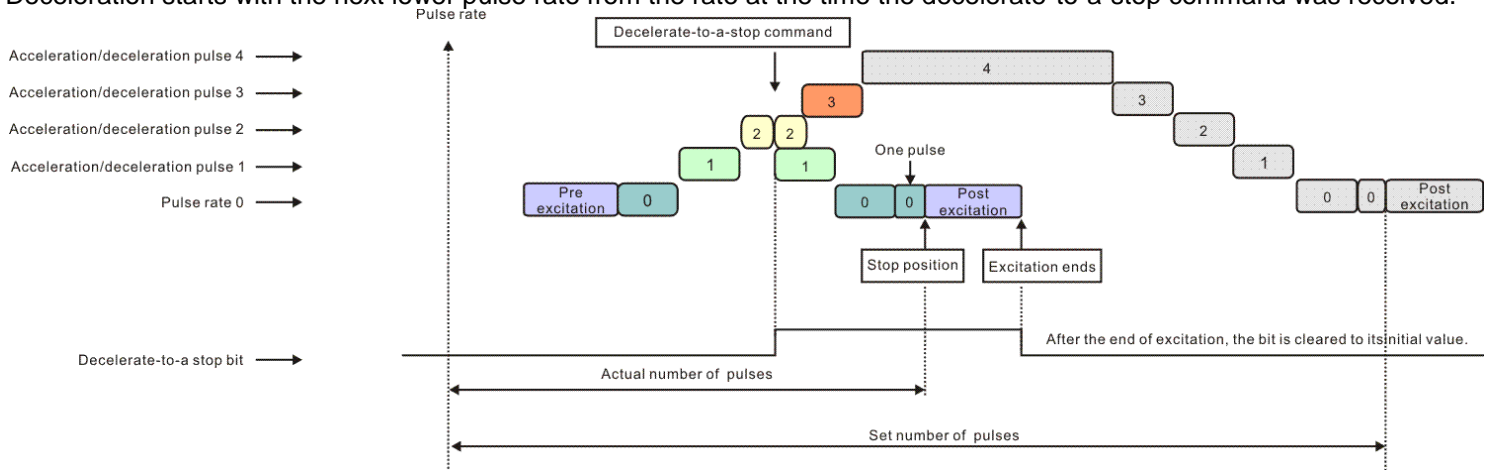 Deceleration starts with the next lower pulse rate from the rate at the time the decelerate-to-a-stop command was received.
Pulse rate
Decelerate-to-a-stop command
Acceleration/deceleration pulse 4
4
Acceleration/deceleration pulse 3
3
3
Acceleration/deceleration pulse 2
2
2
2
Acceleration/deceleration pulse 1
1
1
1
One pulse
Pulse rate 0
Pre
excitation
0
0
0
Post
excitation
0
0
Post
excitation
Stop position
Excitation ends
After the end of excitation, the bit is cleared to its initial value.
Decelerate-to-a stop bit
Actual number of pulses
Set number of pulses